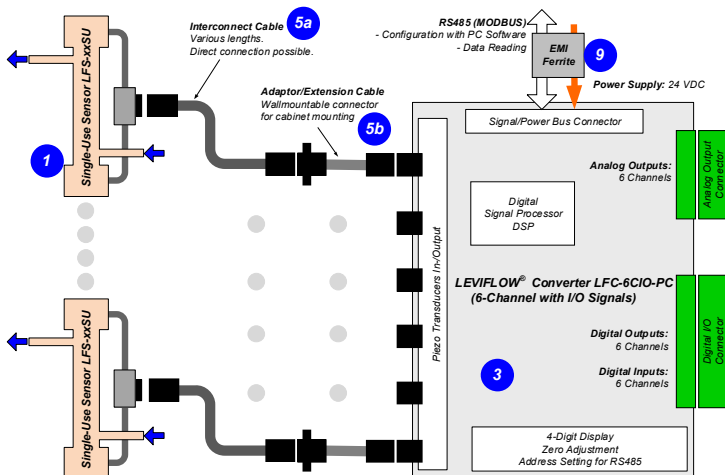 Single-Use Sensor LFS-xxSU
1
Interconnect Cable
Various lengths.
Direct connection possible.
5a
Adaptor/Extension Cable
Wallmountable connector
for cabinet mounting
5b
RS485 (MODBUS)
- Configuration with PC Software
- Data Reading
EMI
Ferrite
9
Power Supply: 24 VDC
Signal/Power Bus Connector
Piezo Transducers In-/Output
Digital
Signal Processor
DSP
Analog Outputs:
6 Channels
Analog Output
Connector
LEVIFLOW® Converter LFC-6CIO-PC
(6-Channel with I/O Signals)
Digital Outputs:
6 Channels
Digital Inputs:
6 Channels
Digital I/O
Connector
3
4-Digit Display
Zero Adjustment
Address Setting for RS485
Single-Use Sensor LFS-xxSU